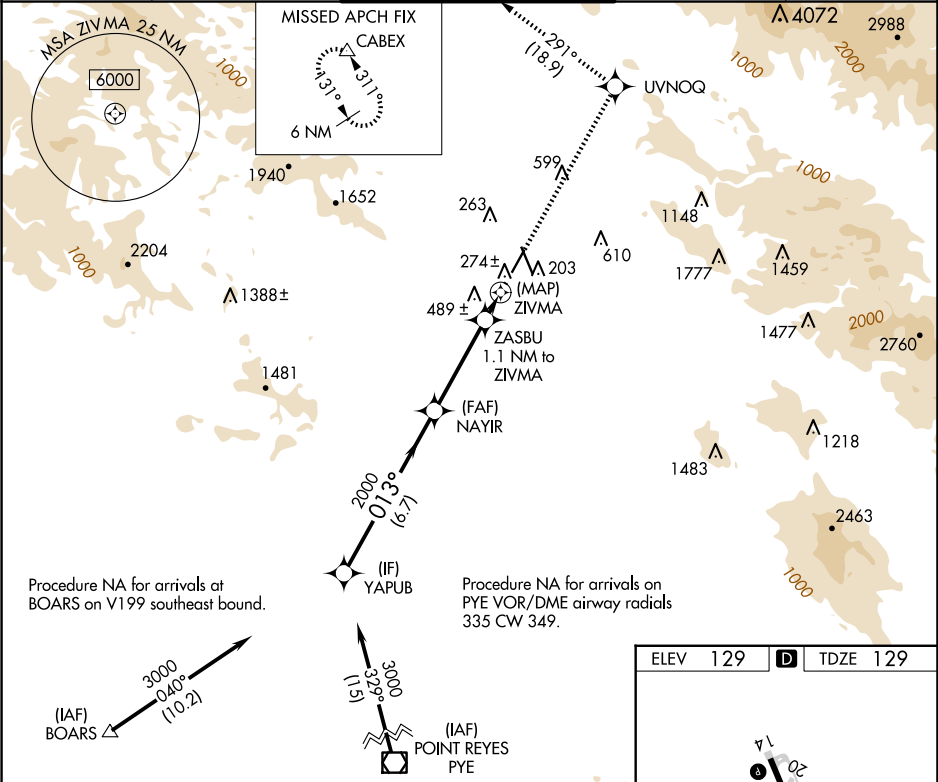 MSA ZIVMA 25 NM
6000
MISSED APCH FIX
CABEX
131°
311°
6 NM
291°
(18.9)
UVNOQ
4072
2988
2000
1000
1000
1000
1940
1652
599
263
1148
610
2204
1000
274±
203
1777
1459
1388±
489 ±
(MAP)
ZIVMA
1477
2000
2760
ZASBU
1.1 NM to
ZIVMA
1481
(FAF)
NAYIR
1218
1483
2000
013°
(6.7)
2463
1000
(IF)
YAPUB
Procedure NA for arrivals at
BOARS on V199 southeast bound.
Procedure NA for arrivals on
PYE VOR/DME airway radials
335 CW 349.
3000
040°
(10.2)
(IAF)
BOARS
3000
329°
(15)
(IAF)
POINT REYES
PYE
ELEV 129 D TDZE 129
14
20
P